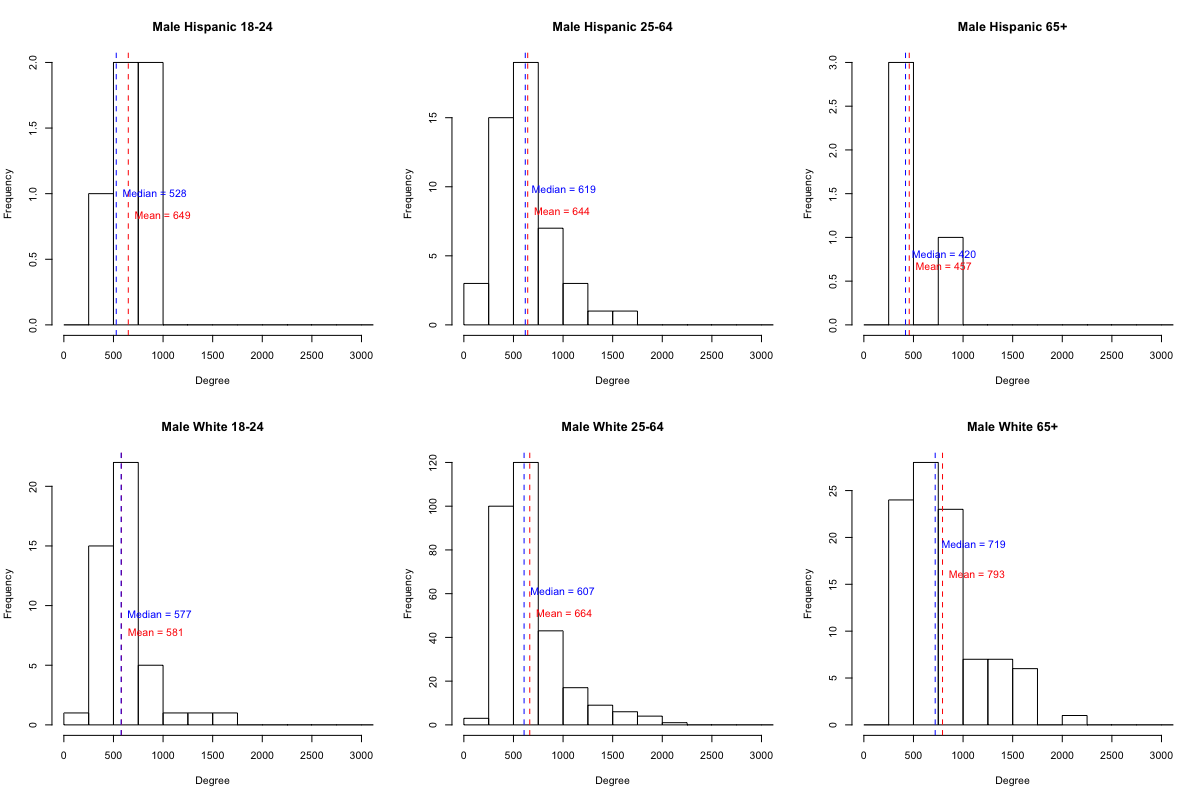 Male Hispanic 18-24
Frequency
0.0 0.5 1.0 1.5 2.0
Median = 528
Mean = 649
0 500 1000 1500 2000 2500 3000
Degree
Male Hispanic 25-64
Frequency
0 5 10 15
Median = 619
Mean = 644
0 500 1000 1500 2000 2500 3000
Degree
Male Hispanic 65+
Frequency
0.0 0.5 1.0 1.5 2.0 2.5 3.0
Median = 420
Mean = 457
0 500 1000 1500 2000 2500 3000
Degree
Male White 18-24
Frequency
0 5 10 15 20
Median = 577
Mean = 581
0 500 1000 1500 2000 2500 3000
Degree
Male White 25-64
Frequency
0 20 40 60 80 100 120
Median = 607
Mean = 664
0 500 1000 1500 2000 2500 3000
Degree
Male White 65+
Frequency
0 5 10 15 20 25
Median = 719
Mean = 793
0 500 1000 1500 2000 2500 3000
Degree